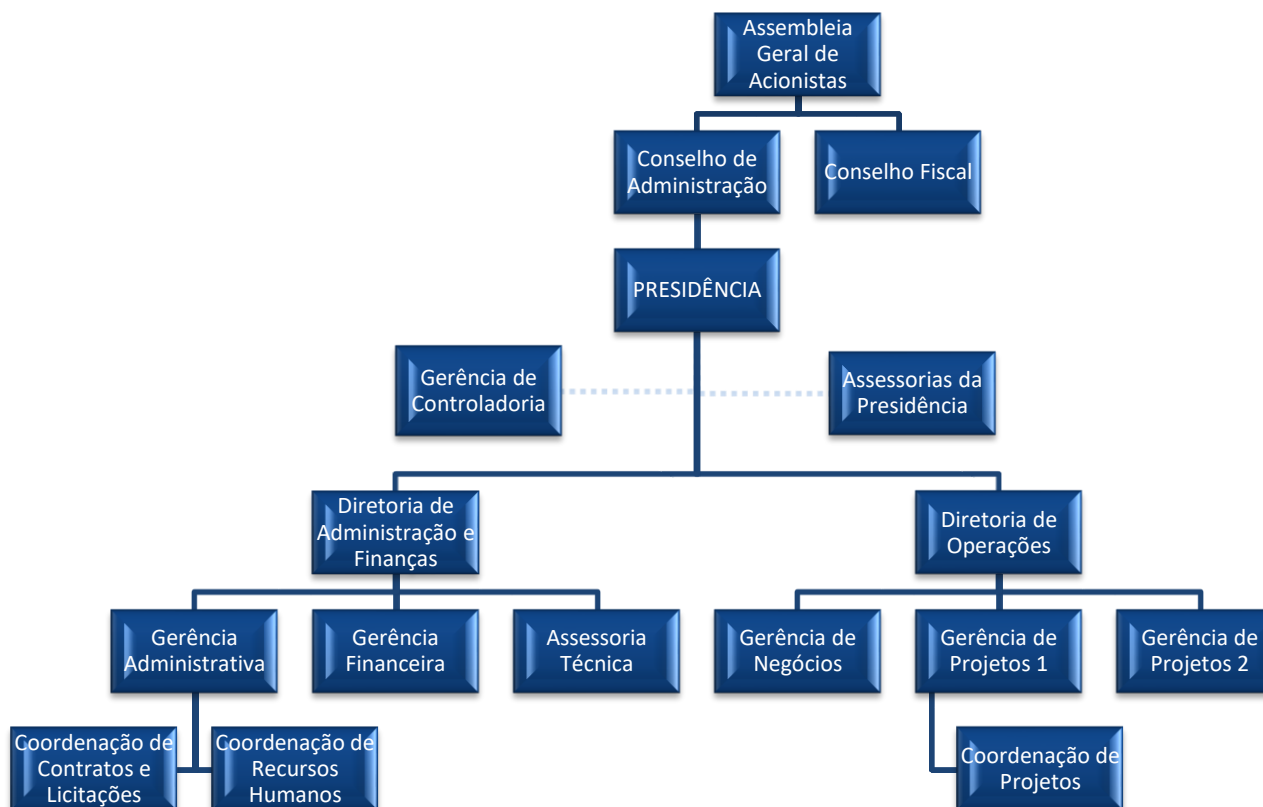 Assembleia
Geral de
Acionistas
Conselho de
Administração
Conselho Fiscal
PRESIDÊNCIA
Gerência de
Controladoria
Assessorias da
Presidência
Diretoria de
Administração e
Finanças
Diretoria de
Operações
Gerência
Administrativa
Gerência
Financeira
Assessoria
Técnica
Gerência de
Negócios
Gerência de
Projetos 1
Gerência de
Projetos 2
Coordenação de
Contratos e
Licitações
Coordenação de
Recursos
Humanos
Coordenação de
Projetos